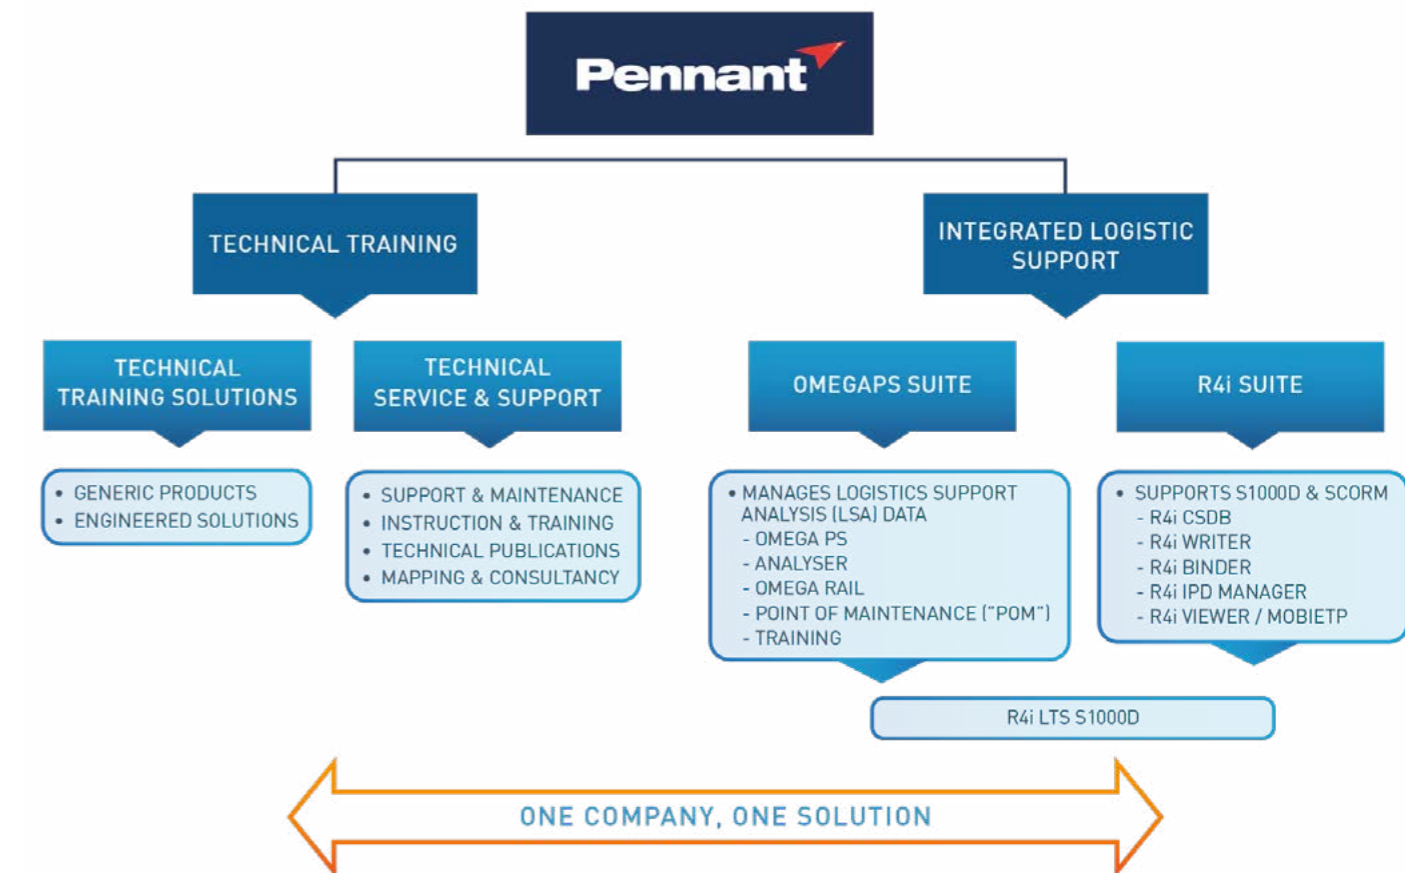 Pennant
TECHNICAL TRAINING
INTEGRATED LOGISTIC
SUPPORT
TECHNICAL
TRAINING SOLUTIONS
TECHNICAL
SERVICE & SUPPORT
OMEGAPS SUITE
R4i SUITE
• GENERIC PRODUCTS
• ENGINEERED SOLUTIONS
• SUPPORT & MAINTENANCE
• INSTRUCTION & TRAINING
• TECHNICAL PUBLICATIONS
• MAPPING & CONSULTANCY
• MANAGES LOGISTICS SUPPORT
ANALYSIS (LSA) DATA
- OMEGA PS
- ANALYSER
- OMEGA RAIL
- POINT OF MAINTENANCE ("POM")
- TRAINING
• SUPPORTS S1000D & SCORM
- R4i CSDB
- R4i WRITER
- R4i BINDER
- R4i IPD MANAGER
- R4i VIEWER / MOBIETP
R4i LTS S1000D
ONE COMPANY, ONE SOLUTION